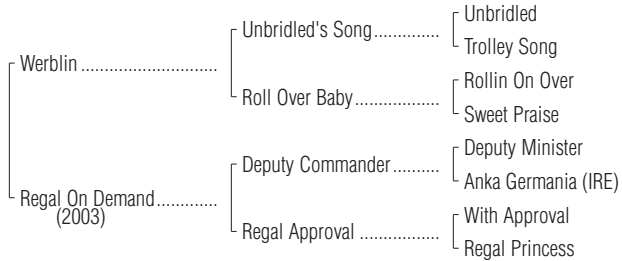 Unbridled
Unbridled's Song..............
Trolley Song
Werblin .............................
Rollin On Over
Roll Over Baby..................
Sweet Praise
Deputy Minister
Deputy Commander..........
Anka Germania (IRE)
Regal On Demand.............
(2003)
With Approval
Regal Approval .................
Regal Princess